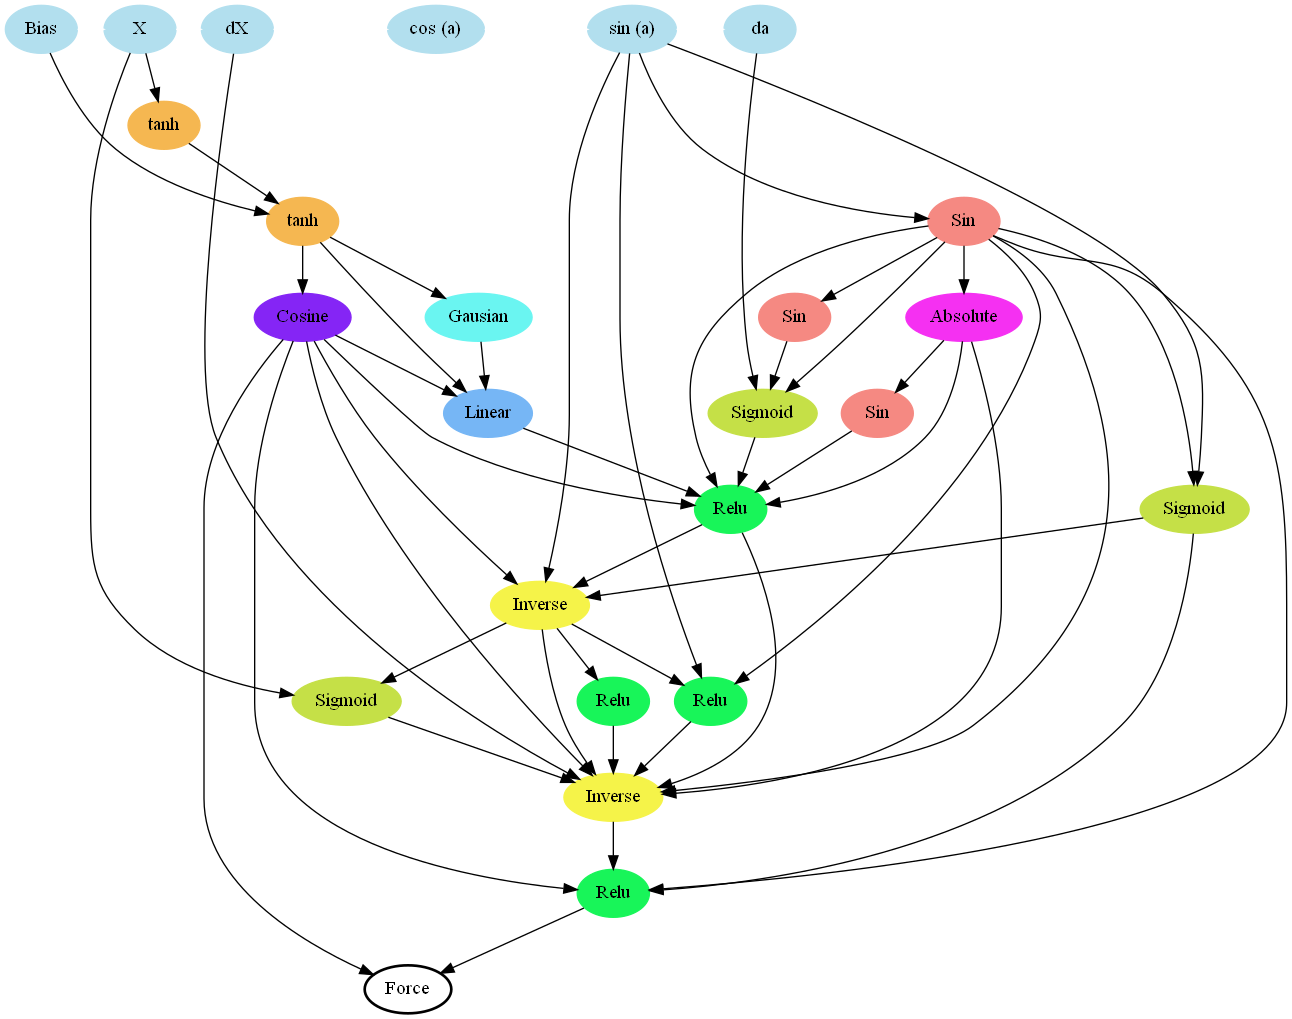 Bias
X
dX
cos (a)
sin (a)
da
tanh
tanh
Sin
Cosine
Gausian
Sin
Absolute
Linear
Sigmoid
Sin
Relu
Sigmoid
Inverse
Sigmoid
Relu
Relu
Inverse
Relu
Force